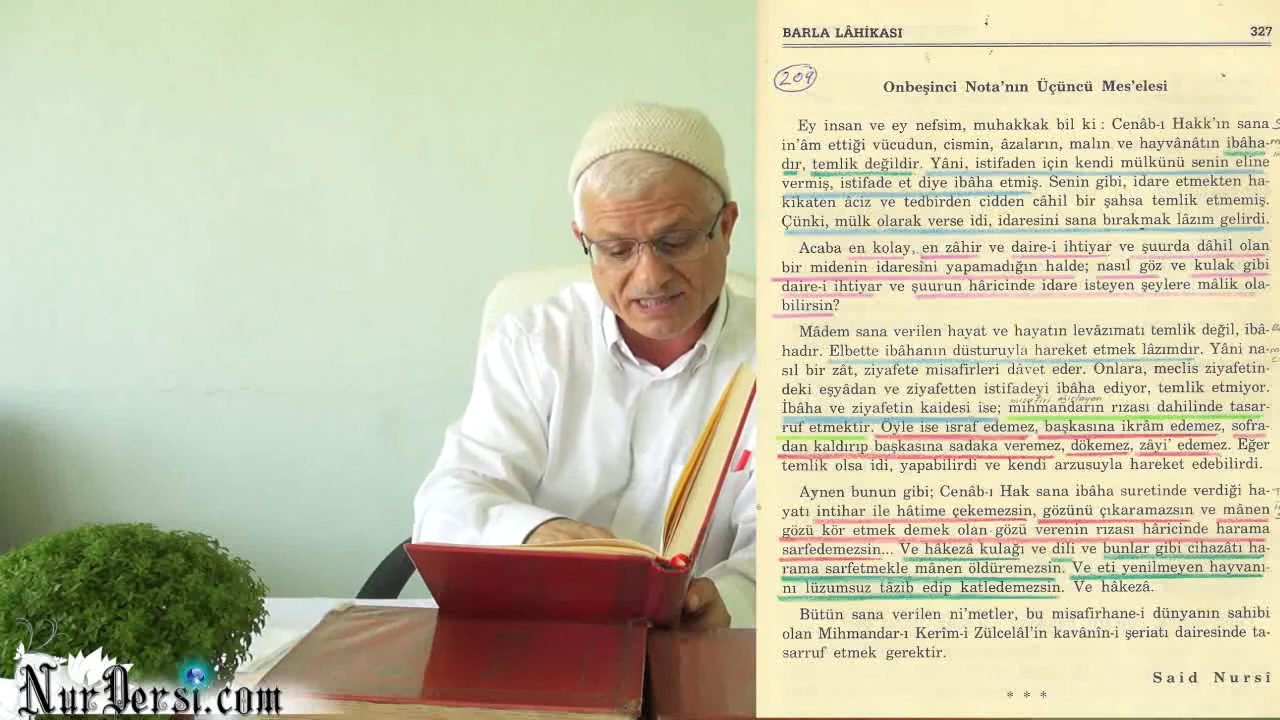 BARLA LÂHİKASI 327
209
Onbeşinci Nota'nın Üçüncü Mes'elesi
Ey insan ve ey nefsim, muhakkak bil ki : Cenâb-ı Hakk'ın sana
in'âm ettiği vücudun, cismin, âzaların, malın ve hayvânâtın ibâha-
dır, temlik değildir. Yâni, istifaden için kendi mülkünü senin eline
vermiş, istifade et diye ibâha etmiş. Senin gibi, idare etmekten ha-
kikaten âciz ve tedbirden cidden câhil bir şahsa temlik etmemiş.
Çünki, mülk olarak verse idi, idaresini sana bırakmak lâzım gelirdi.
Acaba en kolay, en zâhir ve daire-i ihtiyar ve şuurda dâhil olan
bir midenin idaresini yapamadığın halde; nasıl göz ve kulak gibi
daire-i ihtiyar ve şuurun hâricinde idare isteyen şeylere mâlik ola-
bilirsin?
Mâdem sana verilen hayat ve hayatın levâzımatı temlik değil, ibâ-
hadır. Elbette ibâhanın düsturuyla hareket etmek lâzımdır. Yâni na-
sıl bir zât, ziyafete misafirleri dâvet eder. Onlara, meclis ziyafetin-
deki eşyâdan ve ziyafetten istifadeyi ibâha ediyor, temlik etmiyor.
İbâha ve ziyafetin kaidesi ise; mihmandarın rızası dahilinde tasar-
ruf etmektir. Öyle ise israf edemez, başkasına ikrâm edemez, sofra-
dan kaldırıp başkasına sadaka veremez, dökemez, zâyi' edemez. Eğer
temlik olsa idi, yapabilirdi ve kendi arzusuyla hareket edebilirdi.
Aynen bunun gibi; Cenâb-ı Hak sana ibâha suretinde verdiği ha-
yatı intihar ile hâtime çekemezsin, gözünü çıkaramazsın ve mânen
gözü kör etmek demek olan gözü verenin rızası hâricinde harama
sarfedemezsin... Ve hâkezâ kulağı ve dili ve bunlar gibi cihazâtı ha-
rama sarfetmekle mânen öldüremezsin. Ve eti yenilmeyen hayvanı-
nı lüzumsuz tâzib edip katledemezsin. Ve hâkezâ.
Bütün sana verilen ni'metler, bu misafirhane-i dünyanın sahibi
olan Mihmandar-ı Kerîm-i Zülcelâl'in kavânîn-i şeriatı dairesinde ta-
sarruf etmek gerektir.
Said Nursî
* * *
NurDersi.com